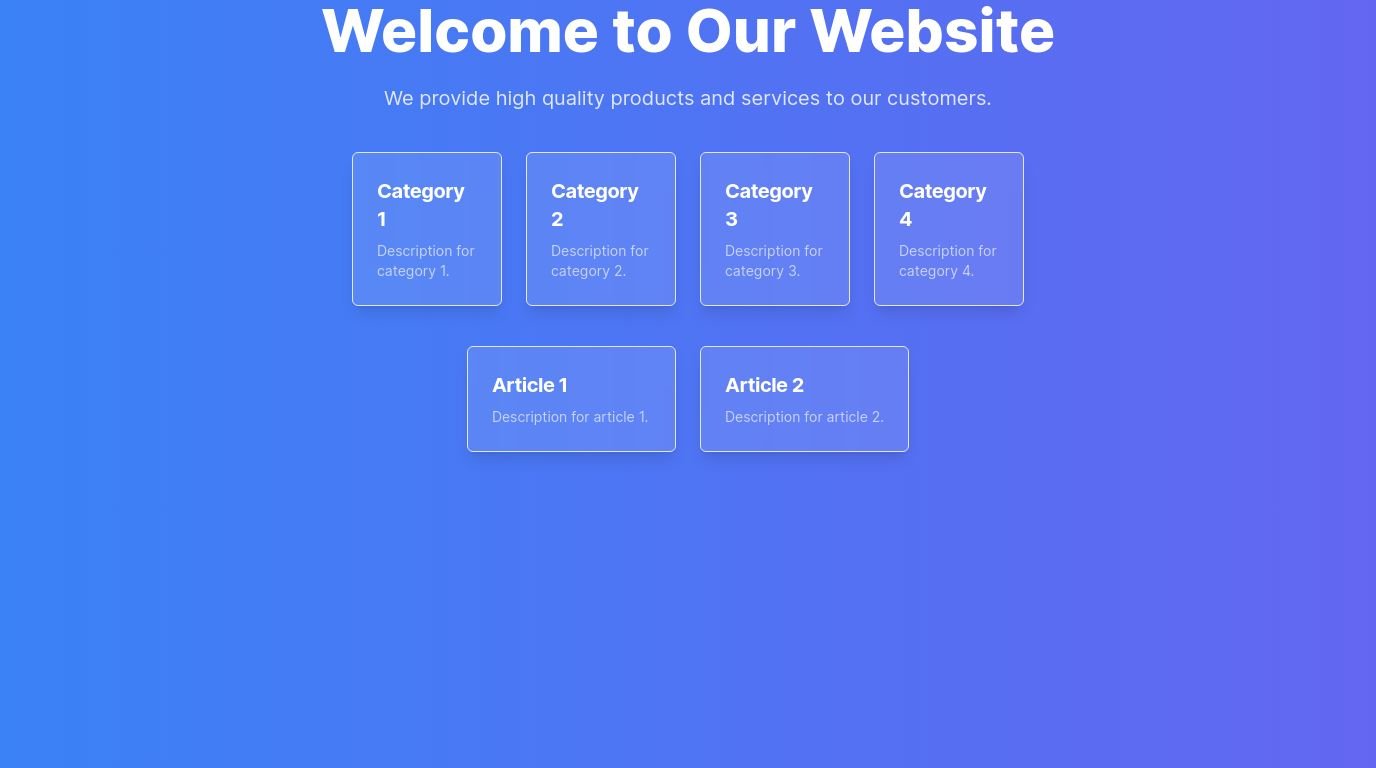 Welcome to Our Website
We provide high quality products and services to our customers.
Category
1
Description for
category 1.
Category
2
Description for
category 2.
Category
3
Description for
category 3.
Category
4
Description for
category 4.
Article 1
Description for article 1.
Article 2
Description for article 2.